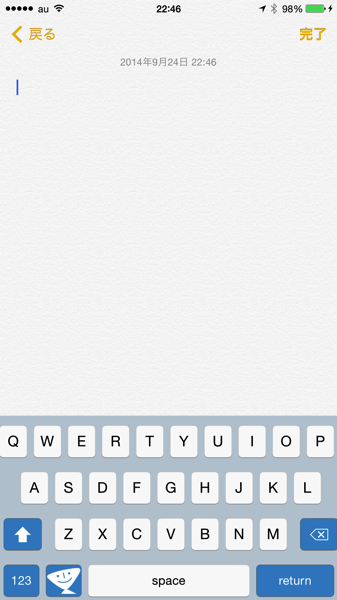 au 22:46 98%
戻る 完了
2014年9月24日 22:46
Q W E R T Y U I O P
A S D F G H J K L
Z X C V B N M
123 space return